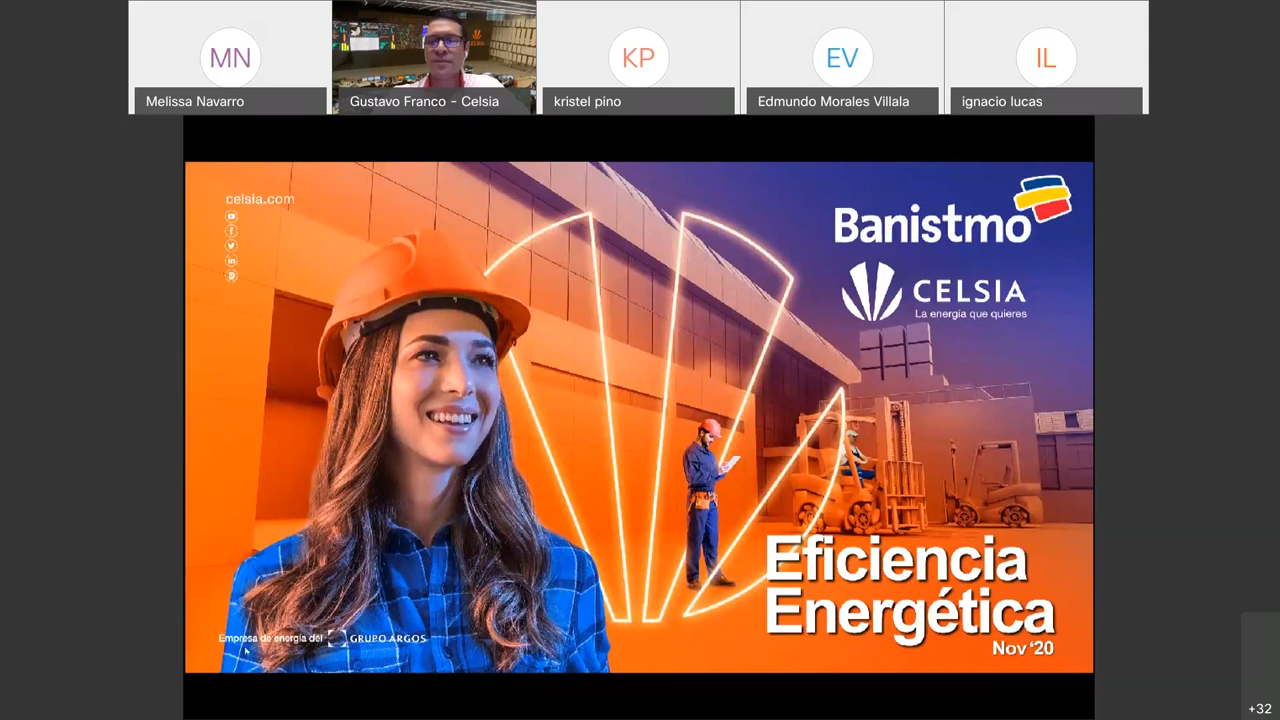 MN
KP
EV
IL
Melissa Navarro
Gustavo Franco - Celsia
kristel pino
Edmundo Morales Villala
ignacio lucas
celsia.com
Banistmo
CELSIA
La energía que quieres
Eficiencia
Energética
Nov '20
Empresa de energía del GRUPO ARGOS
+32